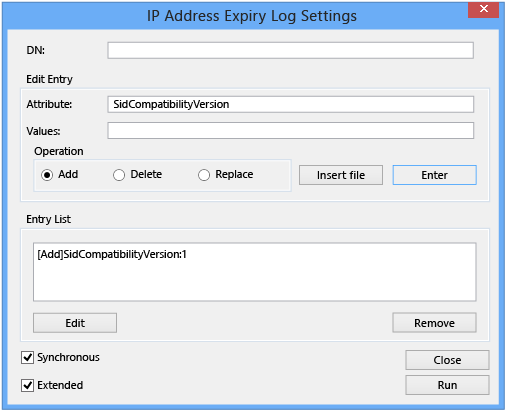 IP Address Expiry Log Settings
DN:
Edit Entry
Attribute: SidCompatibilityVersion
Values:
Operation
Add Delete Replace Insert file Enter
Entry List
[Add]SidCompatibilityVersion:1
Edit Remove
Synchronous
Close
Extended
Run